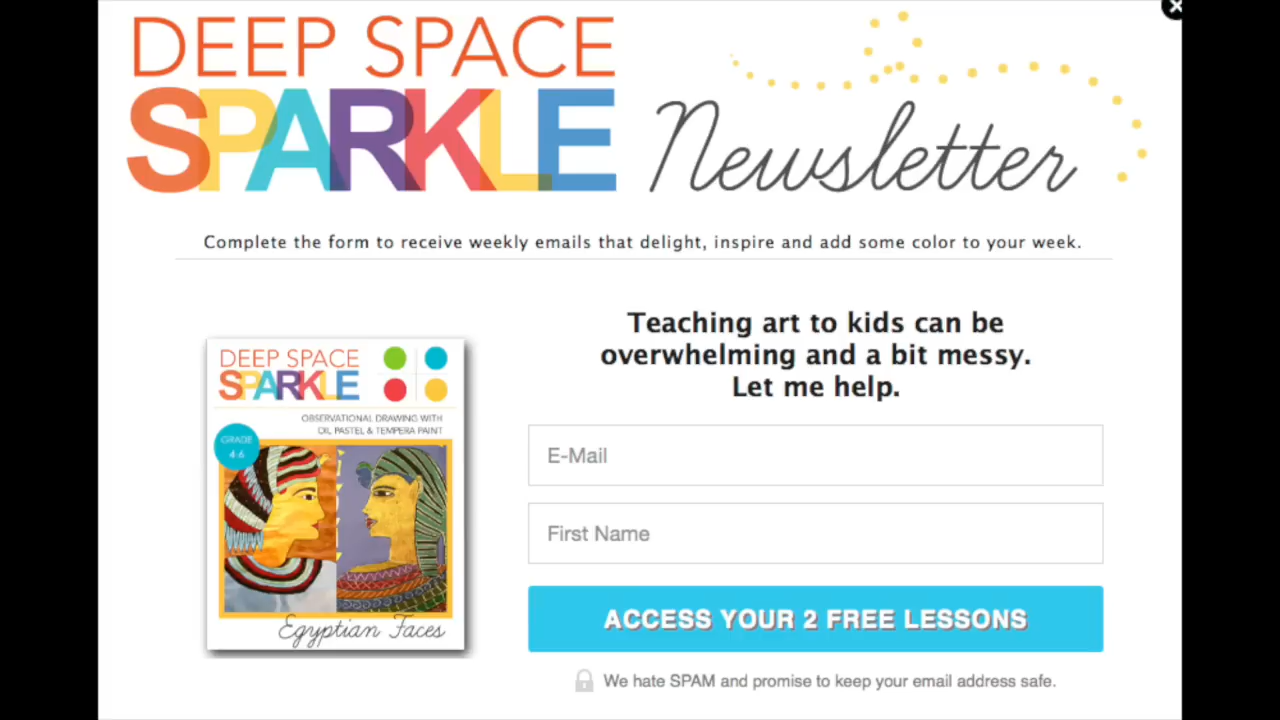 DEEP SPACE
SPARKLE Newsletter
Complete the form to receive weekly emails that delight, inspire and add some color to your week.
DEEP SPACE
SPARKLE
OBSERVATIONAL DRAWING WITH
OIL PASTEL & TEMPERA PAINT
GRADE
4-6
Egyptian Faces
Teaching art to kids can be
overwhelming and a bit messy.
Let me help.
E-Mail
First Name
ACCESS YOUR 2 FREE LESSONS
We hate SPAM and promise to keep your email address safe.